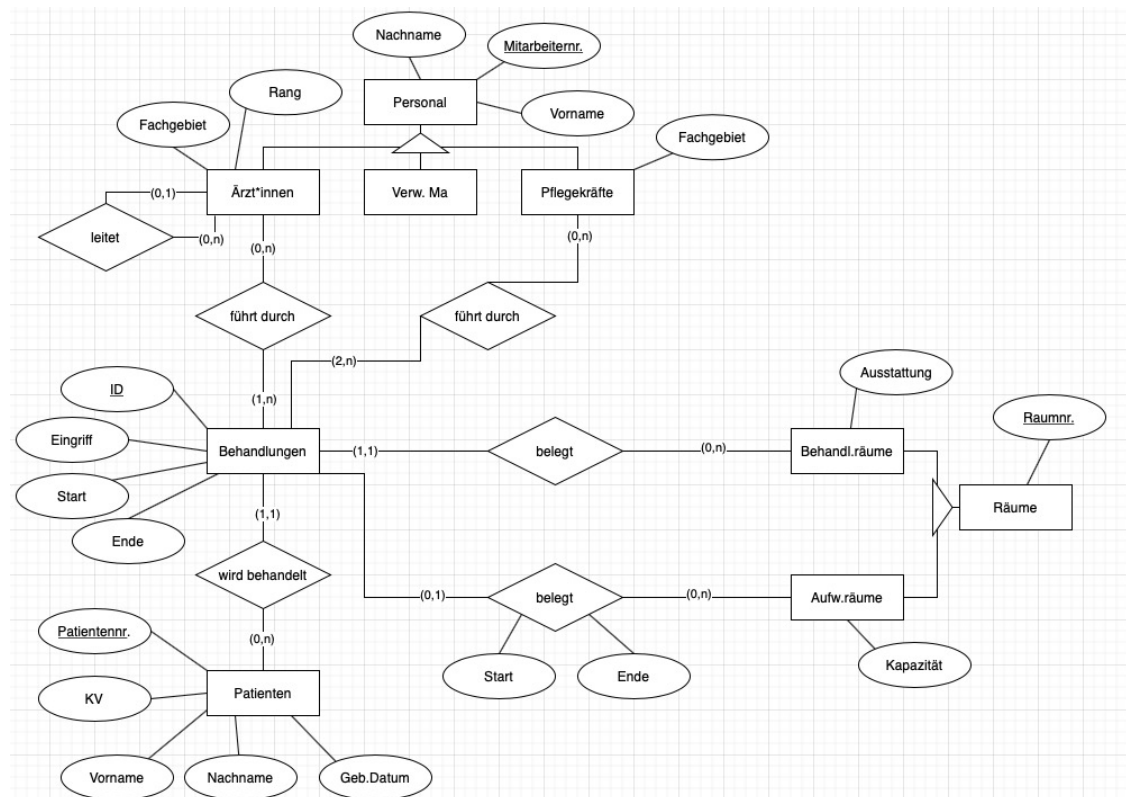 Nachname
Mitarbeiternr.
Rang
Personal
Vorname
Fachgebiet
Fachgebiet
(0,1)
Ärzt*innen
Verw. Ma
Pflegekräfte
leitet
(0,n)
(0,n)
(0,n)
führt durch
führt durch
(2,n)
Ausstattung
ID
(1,n)
Raumnr.
Eingriff
Behandlungen
(1,1)
belegt
(0,n)
Behandl.räume
Start
Räume
(1,1)
Ende
wird behandelt
(0,1)
belegt
(0,n)
Aufw.räume
Patientennr.
(0,n)
Start
Ende
Kapazität
KV
Patienten
Vorname
Nachname
Geb.Datum